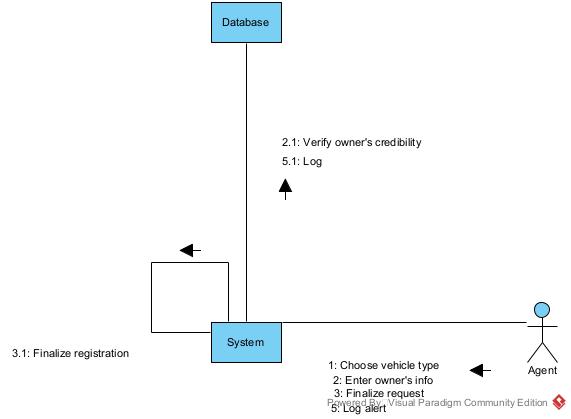 Database
2.1: Verify owner's credibility
5.1: Log
System
3.1: Finalize registration
Agent
1: Choose vehicle type
2: Enter owner's info
3: Finalize request
Powered By Visual Paradigm Community Edition
5: Log alert